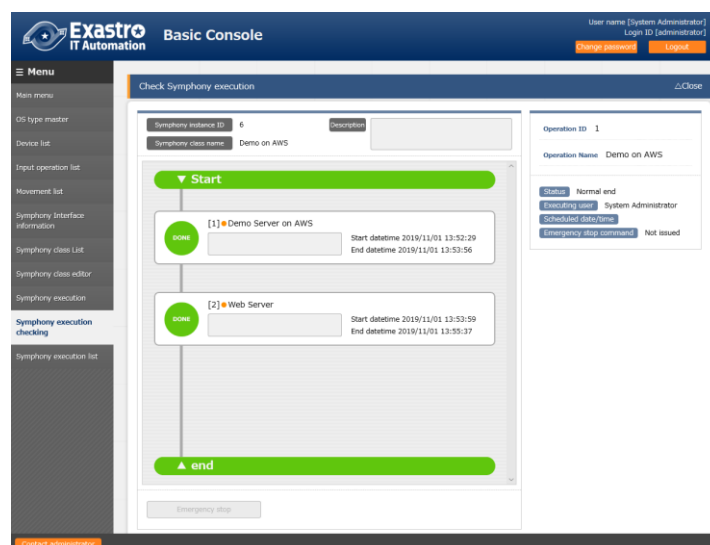 Exastro
IT Automation
Basic Console
User name [System Administrator]
Login ID [administrator]
Change password
Logout
☰ Menu
Main menu
OS type master
Device list
Input operation list
Movement list
Symphony Interface
information
Symphony class List
Symphony class editor
Symphony execution
Symphony execution
checking
Symphony execution list
Check Symphony execution
△Close
Symphony instance ID 6
Description
Symphony class name Demo on AWS
▼ Start
[1]●Demo Server on AWS
DONE
Start datetime 2019/11/01 13:52:29
End datetime 2019/11/01 13:53:56
[2]●Web Server
DONE
Start datetime 2019/11/01 13:53:59
End datetime 2019/11/01 13:55:37
▲ end
Emergency stop
Operation ID 1
Operation Name Demo on AWS
Status Normal end
Executing user System Administrator
Scheduled date/time
Emergency stop command Not issued
Contact administrator